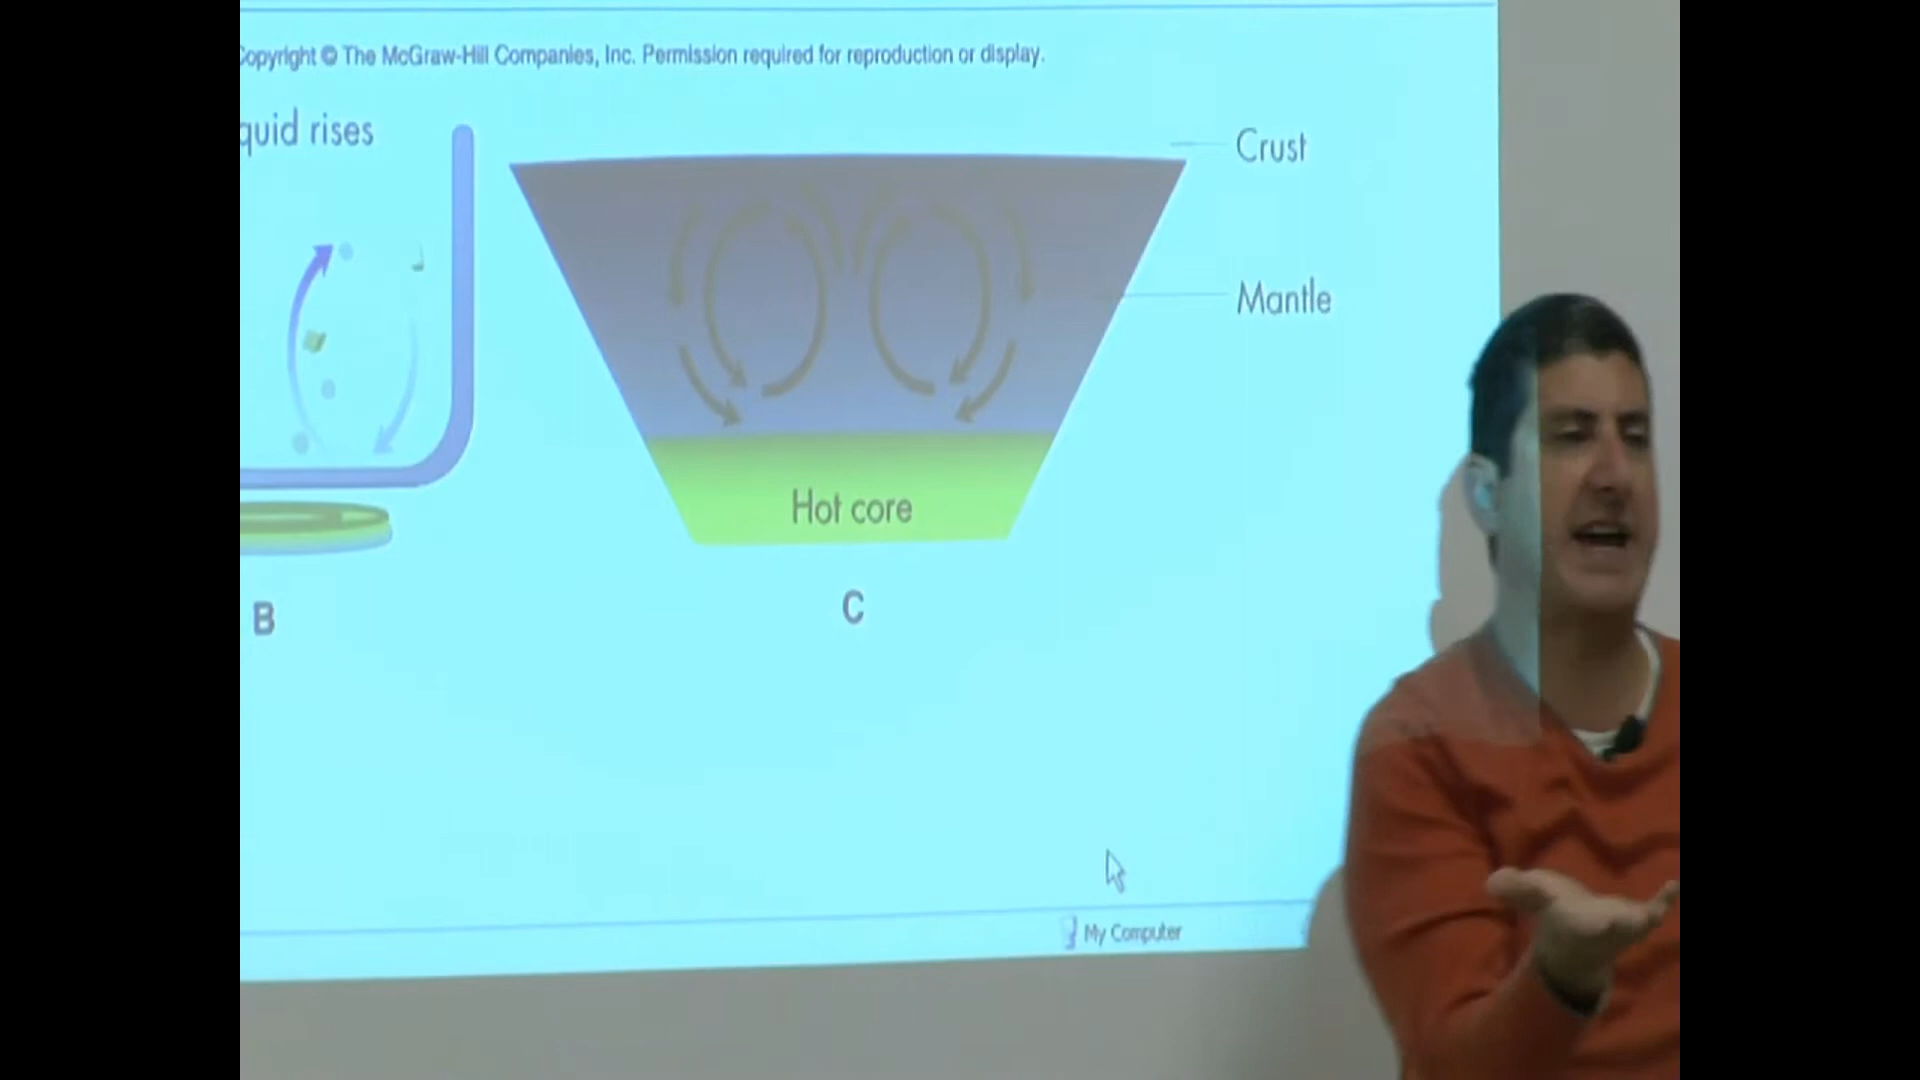 Copyright © The McGraw-Hill Companies, Inc. Permission required for reproduction or display.
quid rises
Crust
Mantle
Hot core
B
C
My Computer